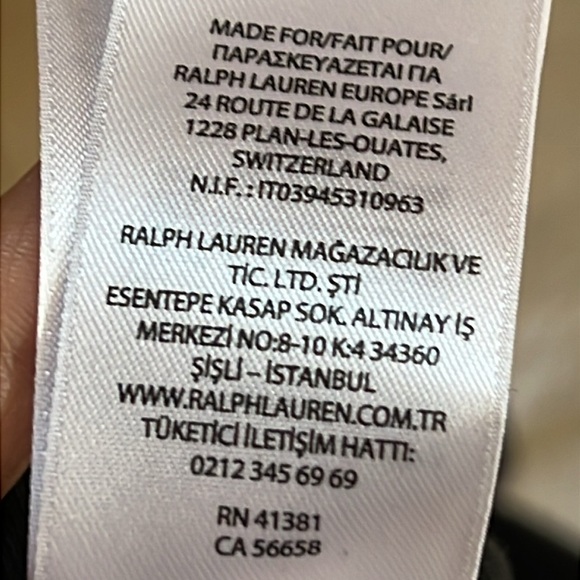 MADE FOR/FAIT POUR/
ΠΑΡΑΣΚΕΥΑΖΕΤΑΙ ΓΙΑ
RALPH LAUREN EUROPE Sárl
24 ROUTE DE LA GALAISE
1228 PLAN-LES-OUATES,
SWITZERLAND
N.I.F. : IT03945310963
RALPH LAUREN MAĞAZACILIK VE
TİC. LTD. ŞTİ
ESENTEPE KASAP SOK. ALTINAY İŞ
MERKEZİ NO:8-10 K:4 34360
ŞİŞLİ – İSTANBUL
WWW.RALPHLAUREN.COM.TR
TÜKETİCİ İLETİŞİM HATTI:
0212 345 69 69
RN 41381
CA 56658